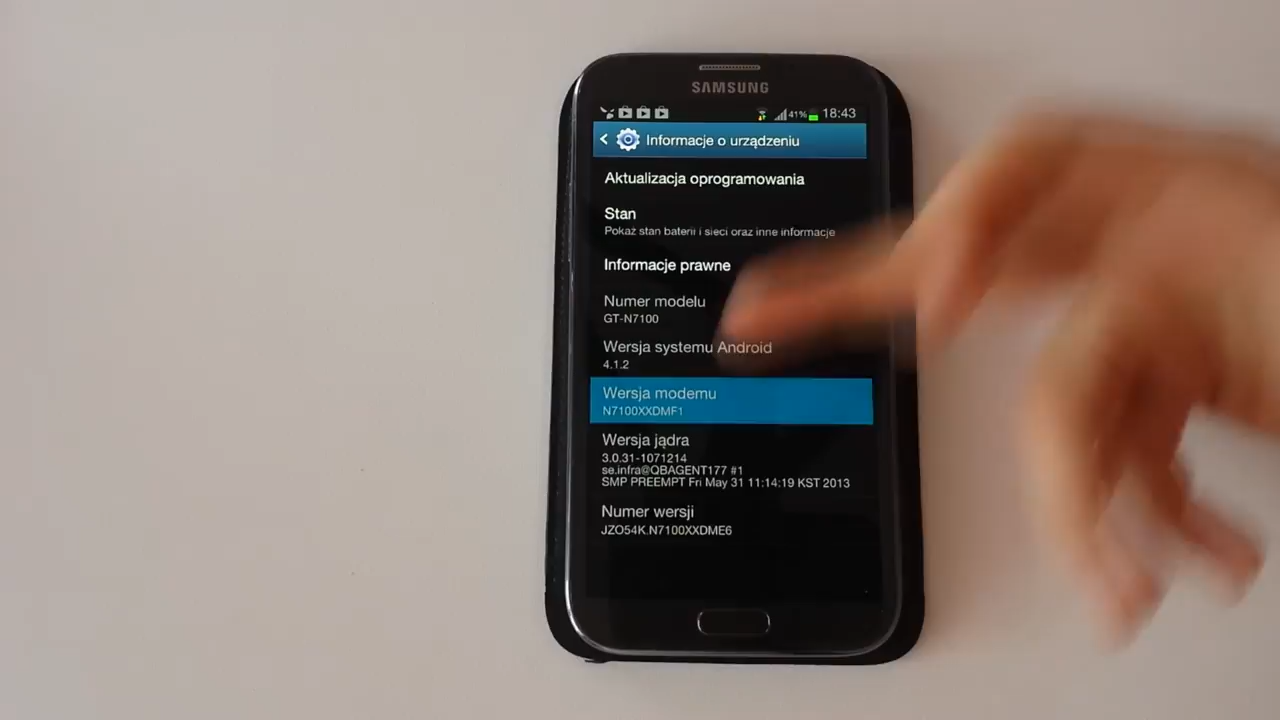 SAMSUNG
41% 18:43
Informacje o urządzeniu
Aktualizacja oprogramowania
Stan
Pokaż stan baterii i sieci oraz inne informacje
Informacje prawne
Numer modelu
GT-N7100
Wersja systemu Android
4.1.2
Wersja modemu
N7100XXDMF1
Wersja jądra
3.0.31-1071214
se.infra@QBAGENT177 #1
SMP PREEMPT Fri May 31 11:14:19 KST 2013
Numer wersji
JZO54K.N7100XXDME6